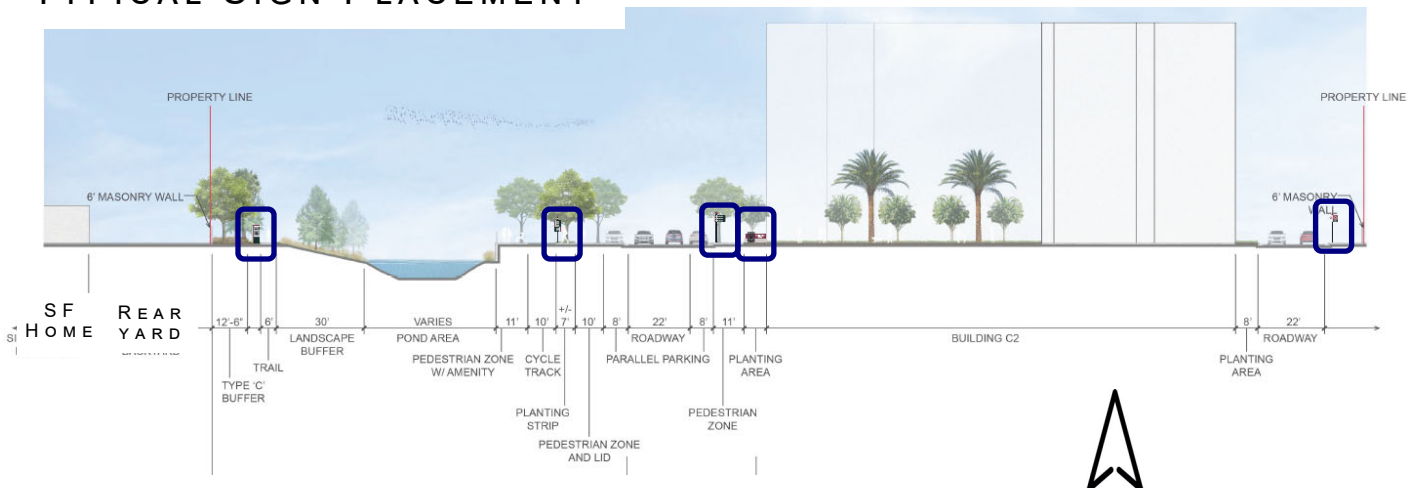 TYPICAL SIGN PLACEMENT
PROPERTY LINE
PROPERTY LINE
6' MASONRY WALL
6' MASONRY
WALL
SF
HOME
REAR
YARD
12'-6"
6'
30'
VARIES
11'
10'
+/-
7'
10'
8'
22'
8'
11'
8'
22'
LANDSCAPE
BUFFER
POND AREA
ROADWAY
BUILDING C2
ROADWAY
TRAIL
TYPE 'C'
BUFFER
PEDESTRIAN ZONE
W/ AMENITY
CYCLE
TRACK
PARALLEL PARKING
PLANTING
AREA
PLANTING
AREA
PLANTING
STRIP
PEDESTRIAN
ZONE
PEDESTRIAN ZONE
AND LID